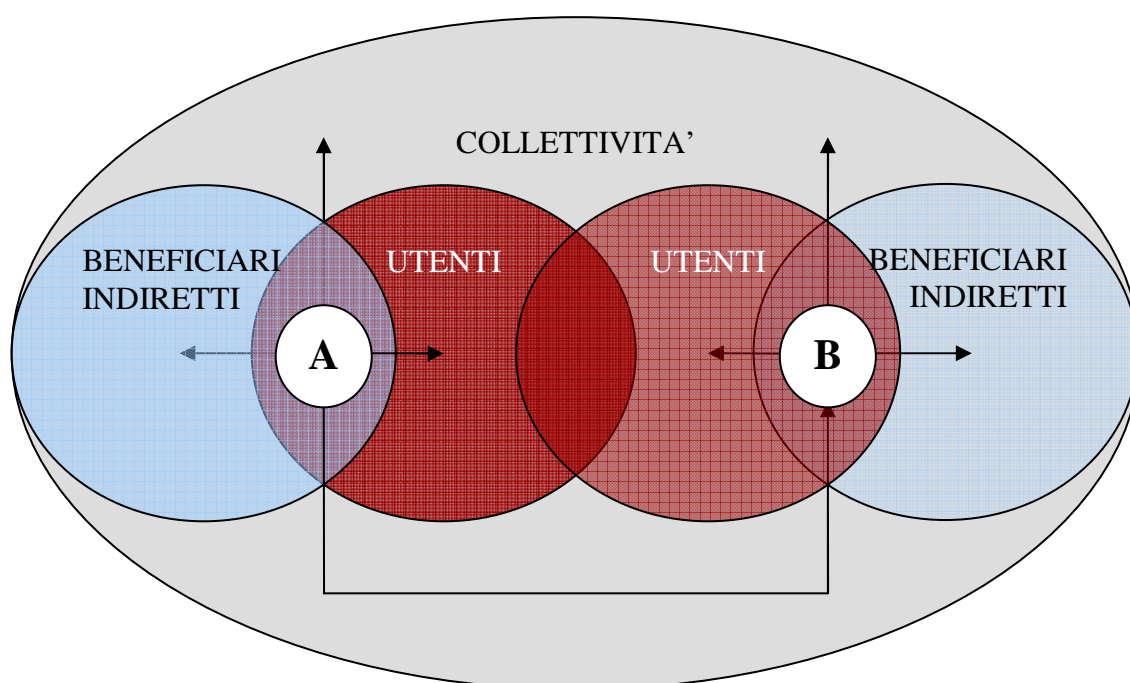 COLLETTIVITA’
BENEFICIARI
INDIRETTI
UTENTI
UTENTI
BENEFICIARI
INDIRETTI
A
B